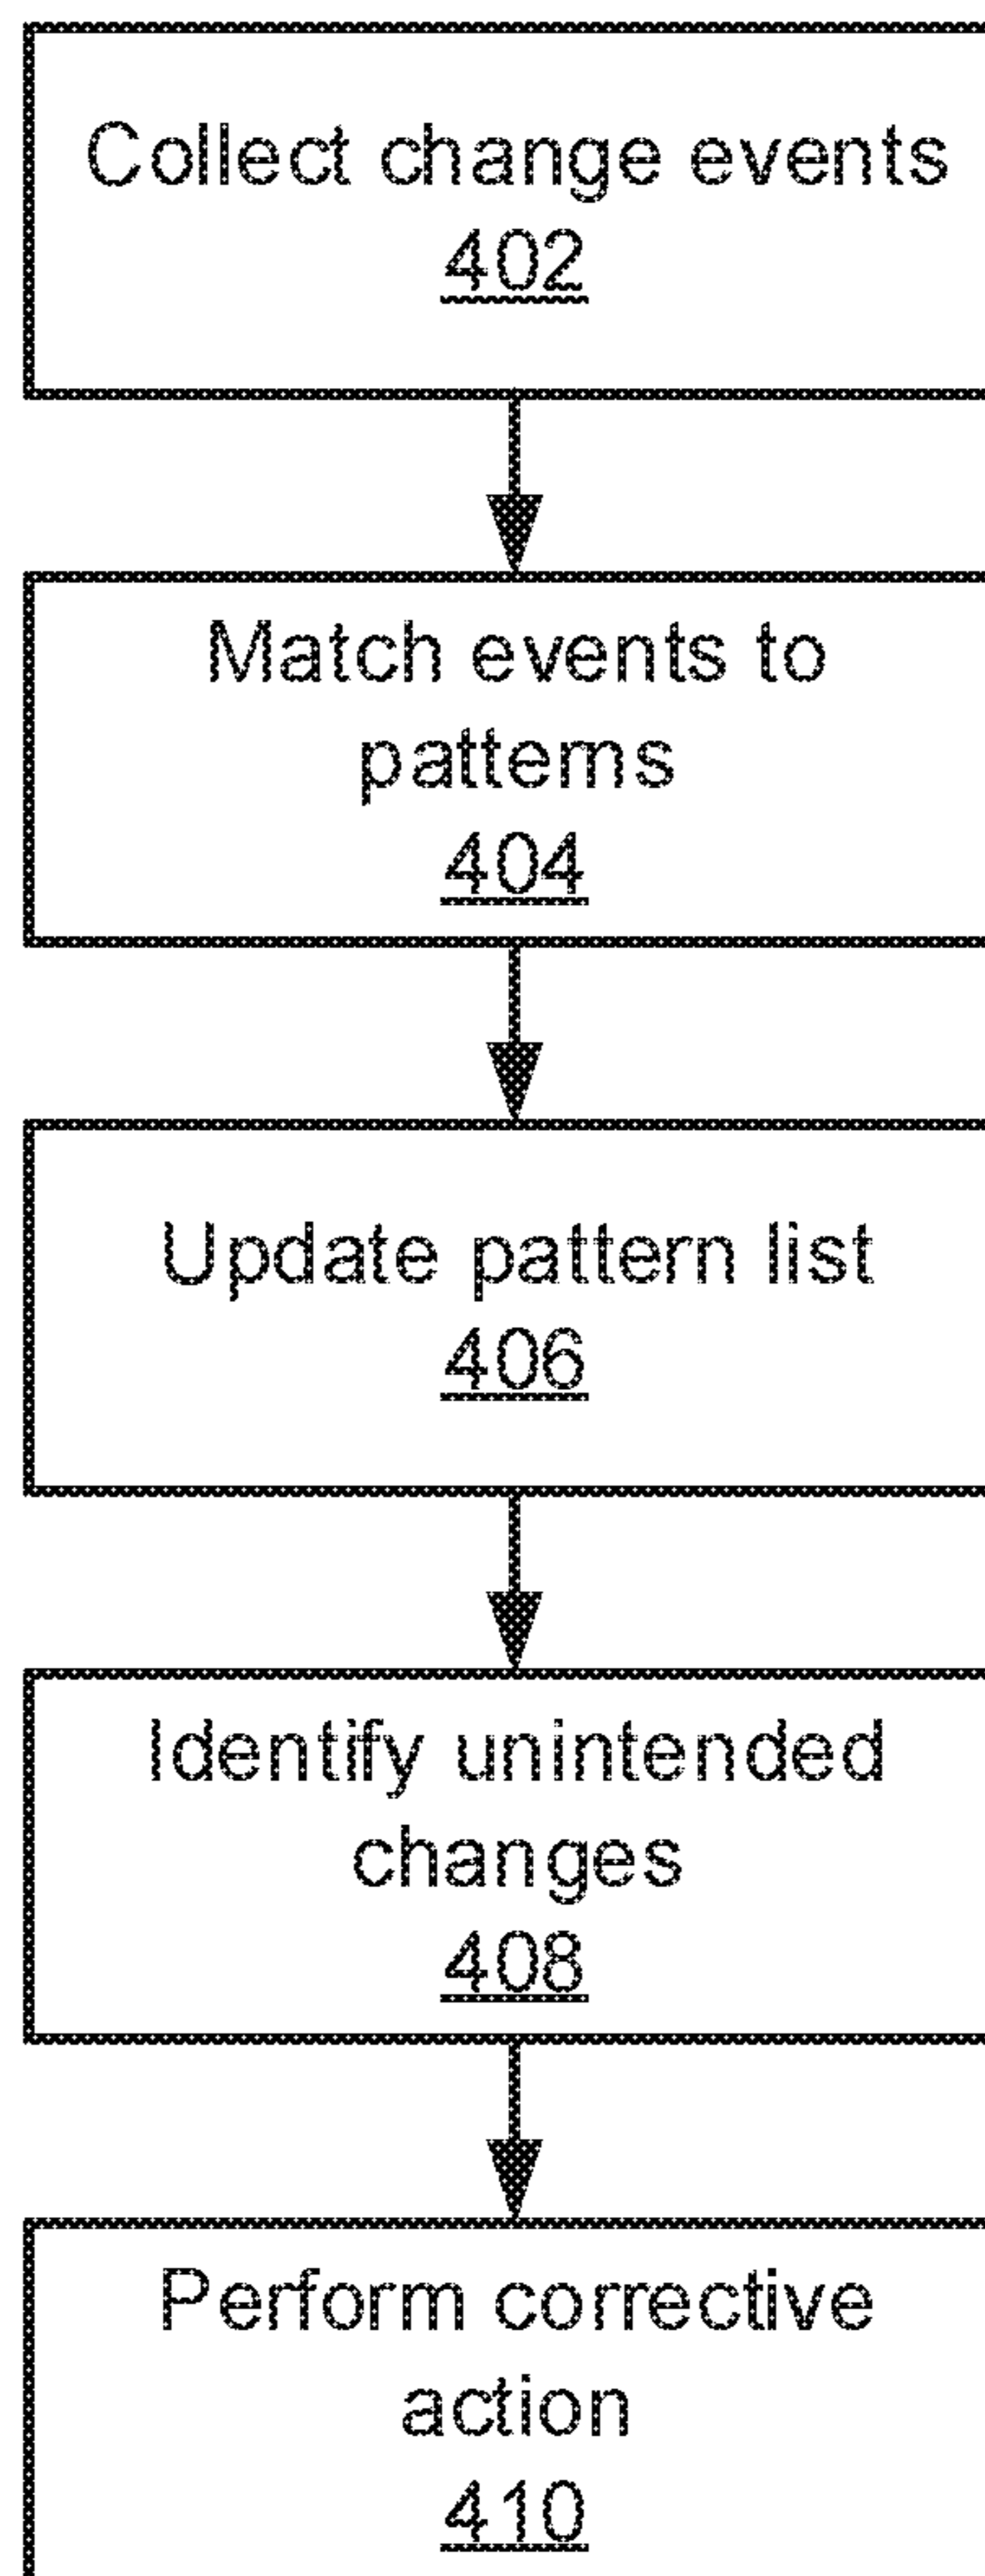 Collect change events
402
Match events to
patterns
404
Update pattern list
406
Identify unintended
changes
408
Perform corrective
action
410